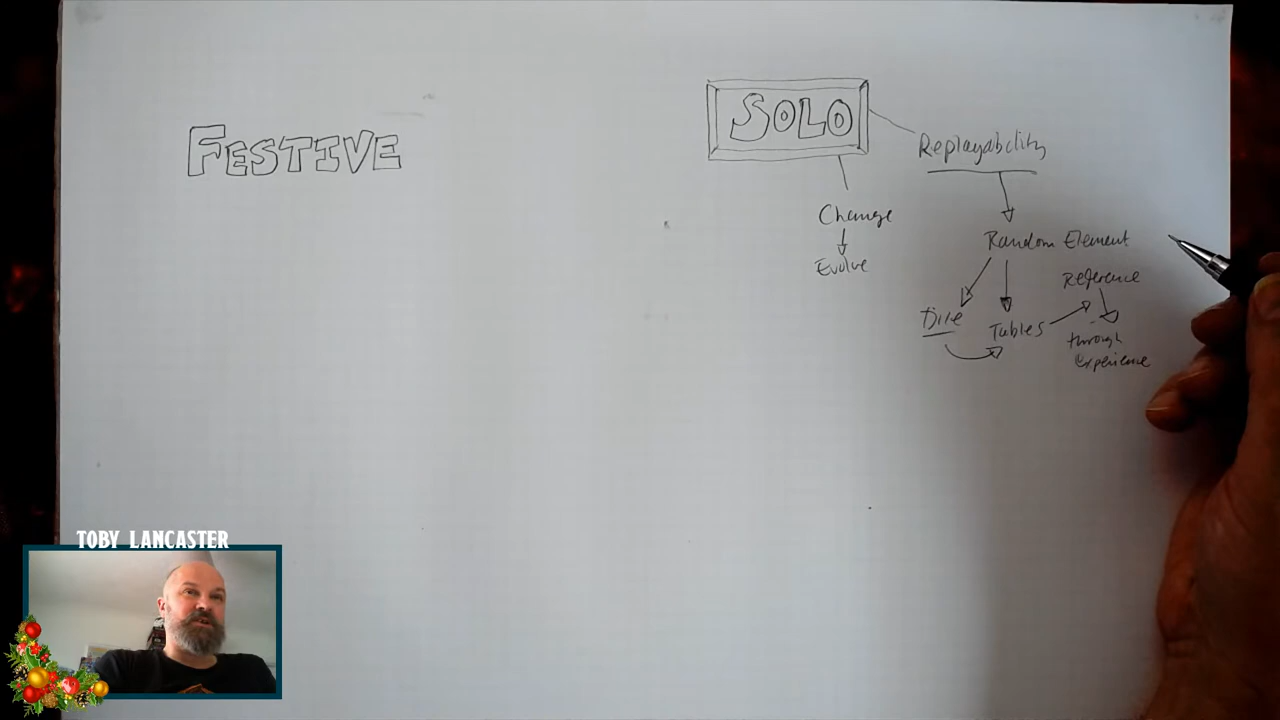 FESTIVE
SOLO
Replayability
Change
Evolve
Random Element
Dice
Tables
Reference
through
Experience
TOBY LANCASTER